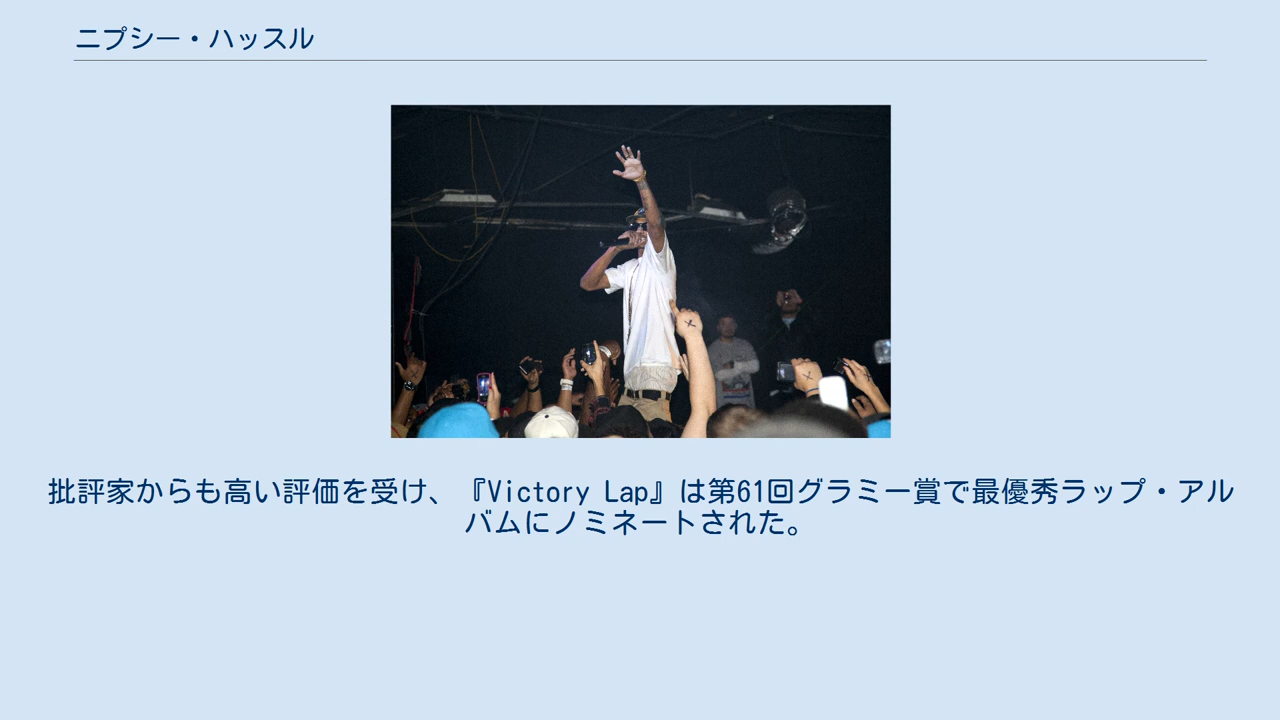 ニプシー・ハッスル
批評家からも高い評価を受け、『Victory Lap』は第61回グラミー賞で最優秀ラップ・アル
バムにノミネートされた。